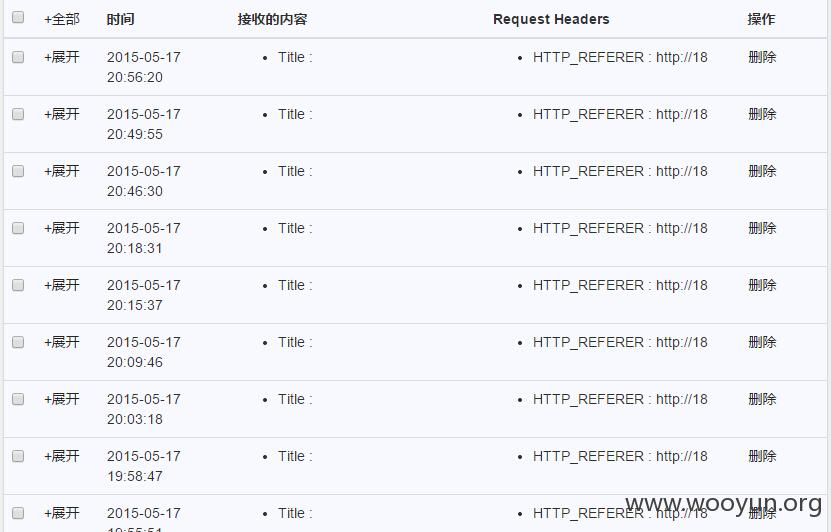 +全部 时间 接收的内容 Request Headers 操作
+展开 2015-05-17 Title : HTTP_REFERER : http://18 删除
20:56:20
+展开 2015-05-17 Title : HTTP_REFERER : http://18 删除
20:49:55
+展开 2015-05-17 Title : HTTP_REFERER : http://18 删除
20:46:30
+展开 2015-05-17 Title : HTTP_REFERER : http://18 删除
20:18:31
+展开 2015-05-17 Title : HTTP_REFERER : http://18 删除
20:15:37
+展开 2015-05-17 Title : HTTP_REFERER : http://18 删除
20:09:46
+展开 2015-05-17 Title : HTTP_REFERER : http://18 删除
20:03:18
+展开 2015-05-17 Title : HTTP_REFERER : http://18 删除
19:58:47
+展开 2015-05-17 Title : HTTP_REFERER : http://18 删除
www.wooyun.org